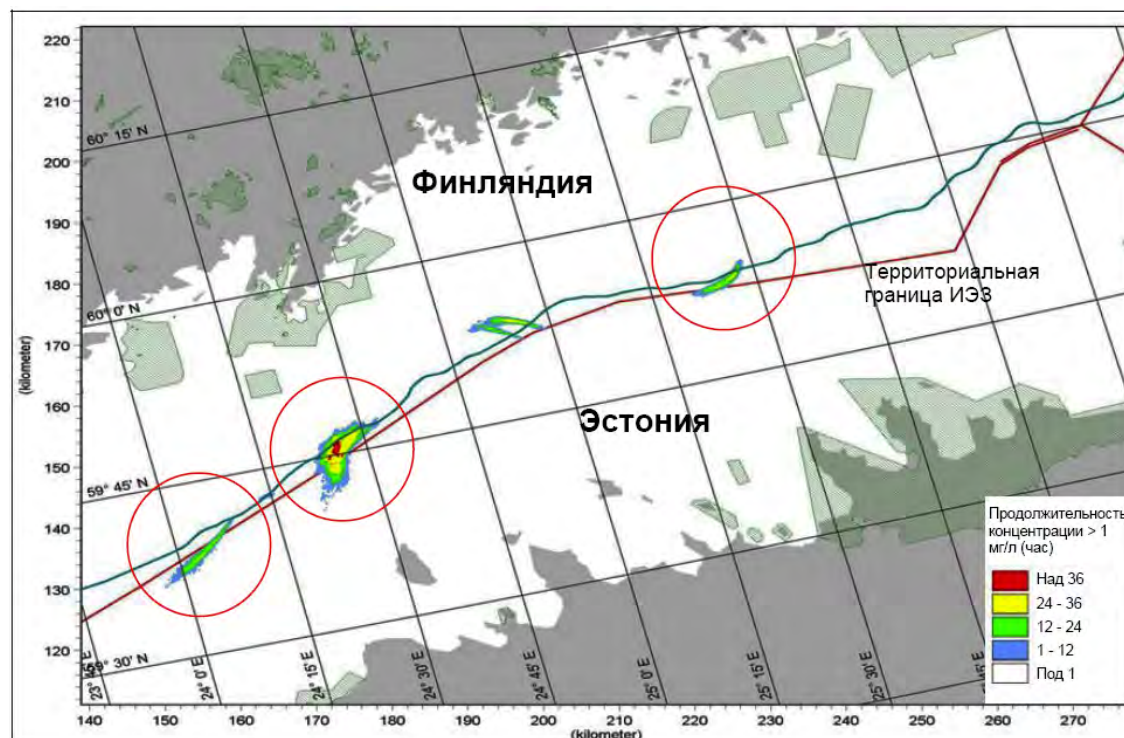 220
210
200
190
180
170
160
150
140
130
120
(kilometer)
60° 15' N
60° 0' N
59° 45' N
59° 30' N
Финляндия
Эстония
Территориальная
граница ИЭЗ
Продолжительность
концентрации > 1
мг/л (час)
Над 36
24 - 36
12 - 24
1 - 12
Под 1
24° 0' E
24° 15' E
24° 30' E
24° 45' E
25° 0' E
25° 15' E
25° 30' E
140
150
160
170
180
190
200
210
220
230
240
250
260
270
(kilometer)